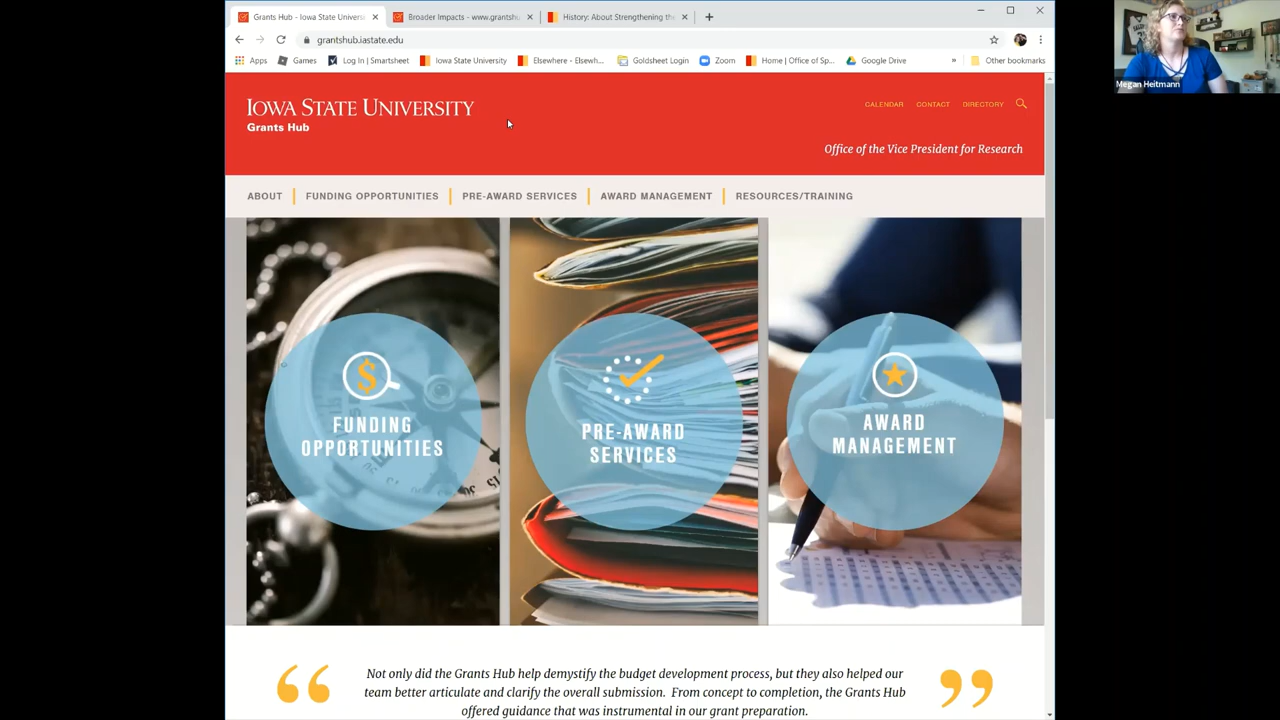 Grants Hub - Iowa State Universi
Broader Impacts - www.grantshu
History: About Strengthening the
grantshub.iastate.edu
Apps
Games
Log In | Smartsheet
Iowa State University
Elsewhere - Elsewh...
Goldsheet Login
Zoom
Home | Office of Sp...
Google Drive
»
Other bookmarks
Megan Heitmann
IOWA STATE UNIVERSITY
Grants Hub
CALENDAR
CONTACT
DIRECTORY
Office of the Vice President for Research
ABOUT
FUNDING OPPORTUNITIES
PRE-AWARD SERVICES
AWARD MANAGEMENT
RESOURCES/TRAINING
$
FUNDING
OPPORTUNITIES
PRE-AWARD
SERVICES
AWARD
MANAGEMENT
“
Not only did the Grants Hub help demystify the budget development process, but they also helped our
team better articulate and clarify the overall submission. From concept to completion, the Grants Hub
offered guidance that was instrumental in our grant preparation.
”